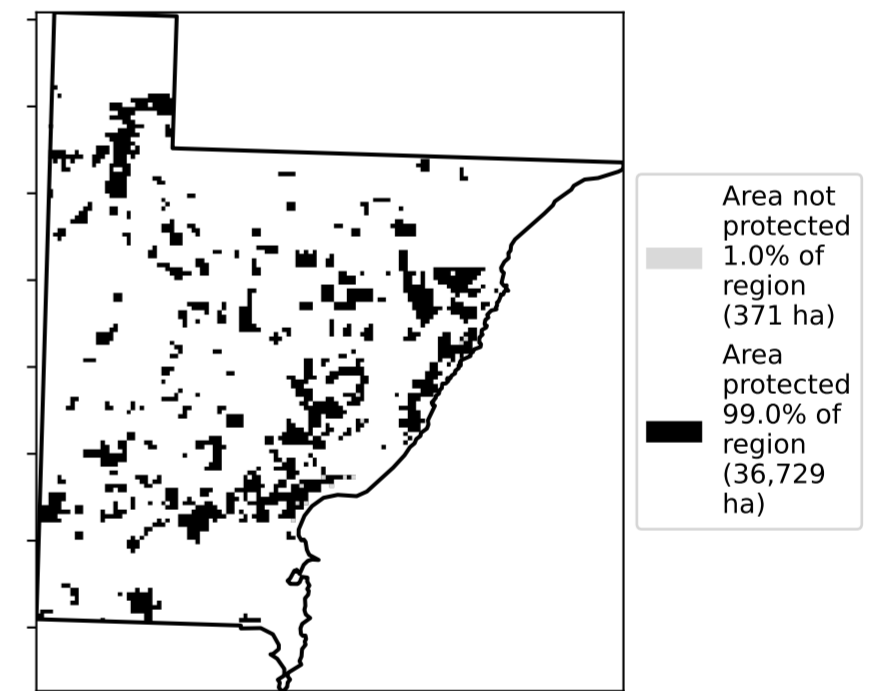 Area not
protected
1.0% of
region
(371 ha)
Area
protected
99.0% of
region
(36,729
ha)